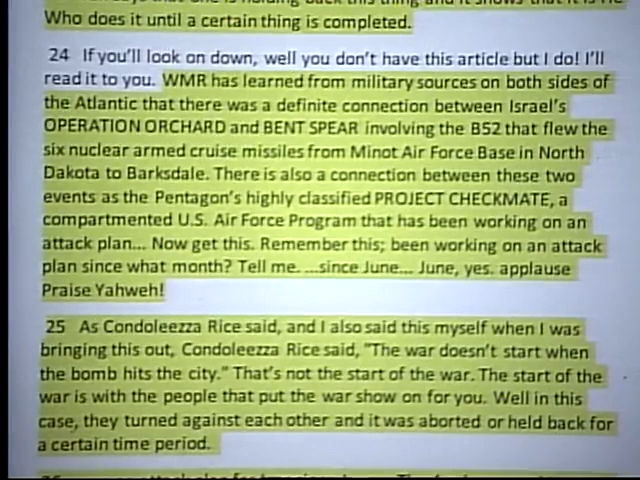 Who does it until a certain thing is completed.
24 If you'll look on down, well you don't have this article but I do! I'll
read it to you. WMR has learned from military sources on both sides of
the Atlantic that there was a definite connection between Israel's
OPERATION ORCHARD and BENT SPEAR involving the B52 that flew the
six nuclear armed cruise missiles from Minot Air Force Base in North
Dakota to Barksdale. There is also a connection between these two
events as the Pentagon's highly classified PROJECT CHECKMATE, a
compartmented U.S. Air Force Program that has been working on an
attack plan... Now get this. Remember this; been working on an attack
plan since what month? Tell me. ...since June... June, yes. applause
Praise Yahweh!
25 As Condoleezza Rice said, and I also said this myself when I was
bringing this out, Condoleezza Rice said, "The war doesn't start when
the bomb hits the city." That's not the start of the war. The start of the
war is with the people that put the war show on for you. Well in this
case, they turned against each other and it was aborted or held back for
a certain time period.